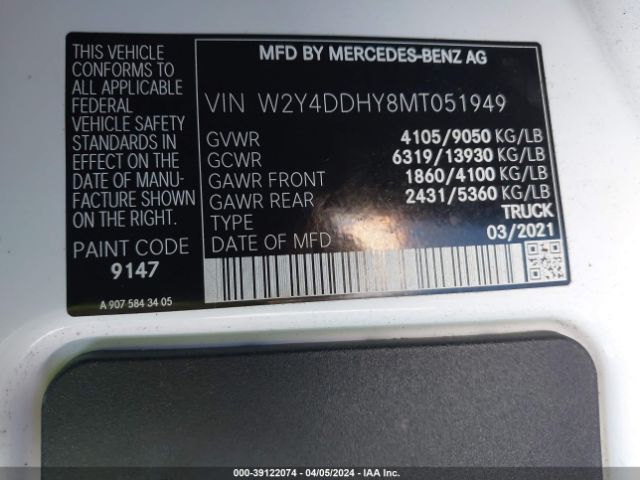 THIS VEHICLE
CONFORMS TO
ALL APPLICABLE
FEDERAL
VEHICLE SAFETY
STANDARDS IN
EFFECT ON THE
DATE OF MANU-
FACTURE SHOWN
ON THE RIGHT.
PAINT CODE
9147
A 907 584 34 05
MFD BY MERCEDES-BENZ AG
VIN W2Y4DDHY8MT051949
GVWR 4105/9050 KG/LB
GCWR 6319/13930 KG/LB
GAWR FRONT 1860/4100 KG/LB
GAWR REAR 2431/5360 KG/LB
TYPE TRUCK
DATE OF MFD 03/2021
000-39122074 - 04/05/2024 - IAA Inc.